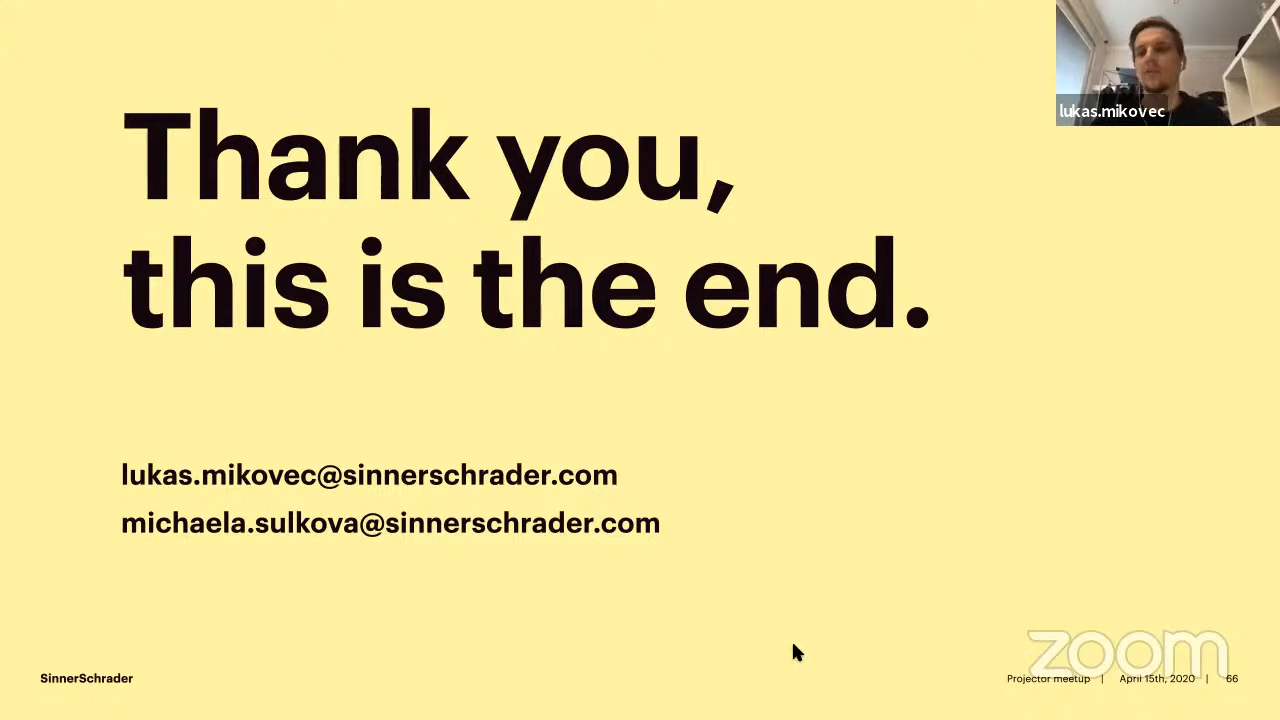 lukas.mikovec
Thank you,
this is the end.
lukas.mikovec@sinnerschrader.com
michaela.sulkova@sinnerschrader.com
zoom
SinnerSchrader
Projector meetup | April 15th, 2020 | 66